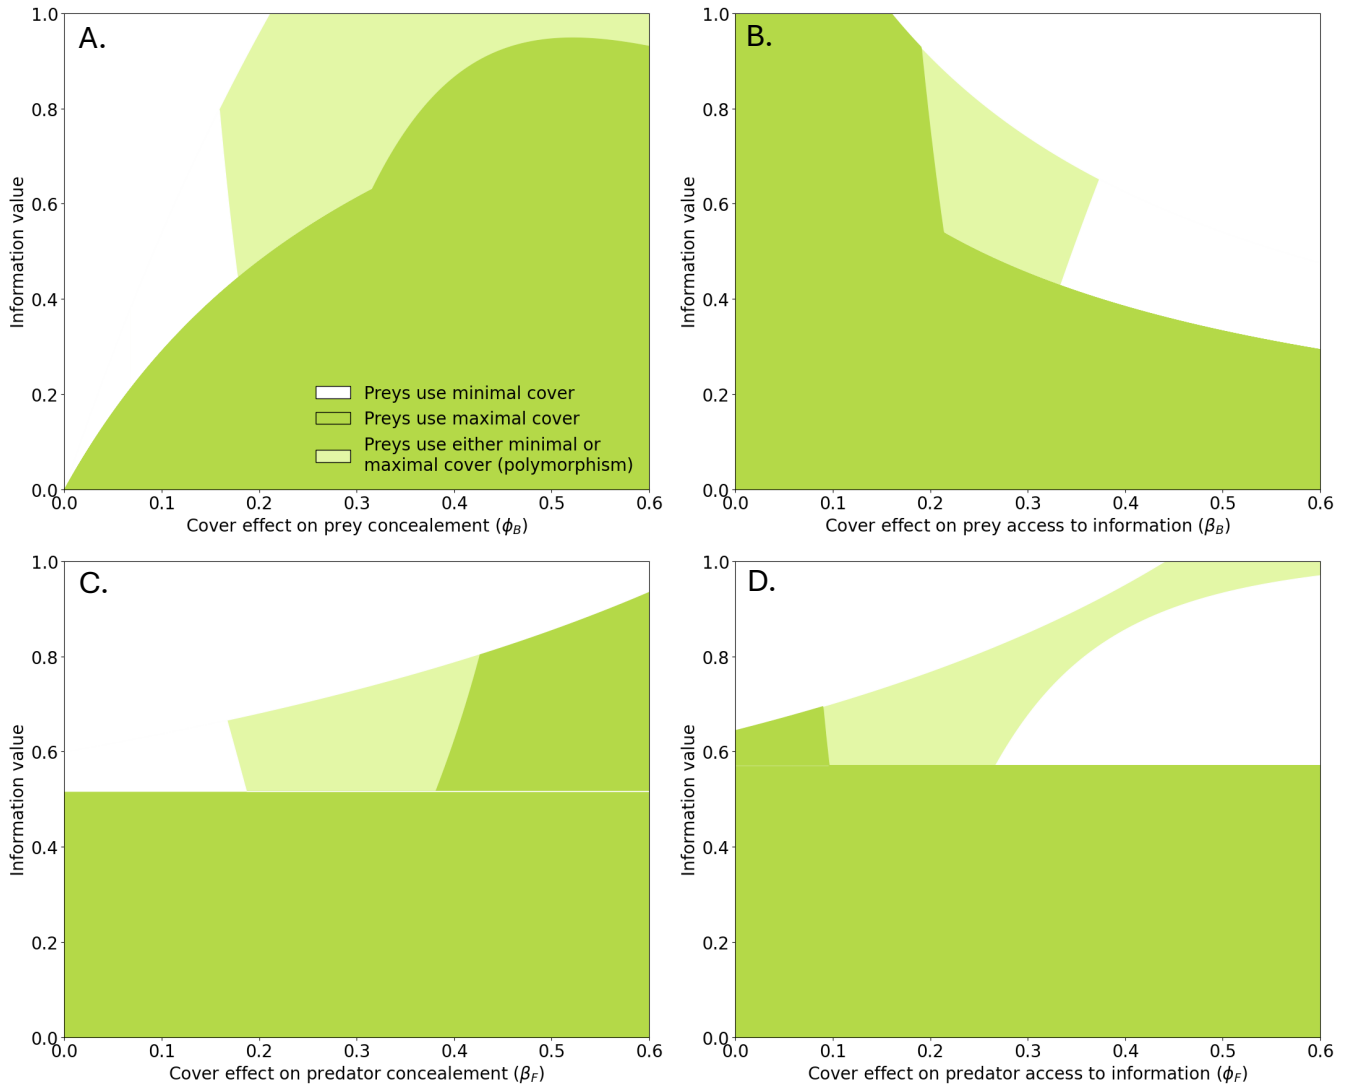 A.
1.0
0.8
0.6
0.4
0.2
0.0
Information value
Preys use minimal cover
Preys use maximal cover
Preys use either minimal or
maximal cover (polymorphism)
0.0 0.1 0.2 0.3 0.4 0.5 0.6
Cover effect on prey concealement (ϕ_B)
B.
1.0
0.8
0.6
0.4
0.2
0.0
Information value
0.0 0.1 0.2 0.3 0.4 0.5 0.6
Cover effect on prey access to information (β_B)
C.
1.0
0.8
0.6
0.4
0.2
0.0
Information value
0.0 0.1 0.2 0.3 0.4 0.5 0.6
Cover effect on predator concealement (β_F)
D.
1.0
0.8
0.6
0.4
0.2
0.0
Information value
0.0 0.1 0.2 0.3 0.4 0.5 0.6
Cover effect on predator access to information (ϕ_F)